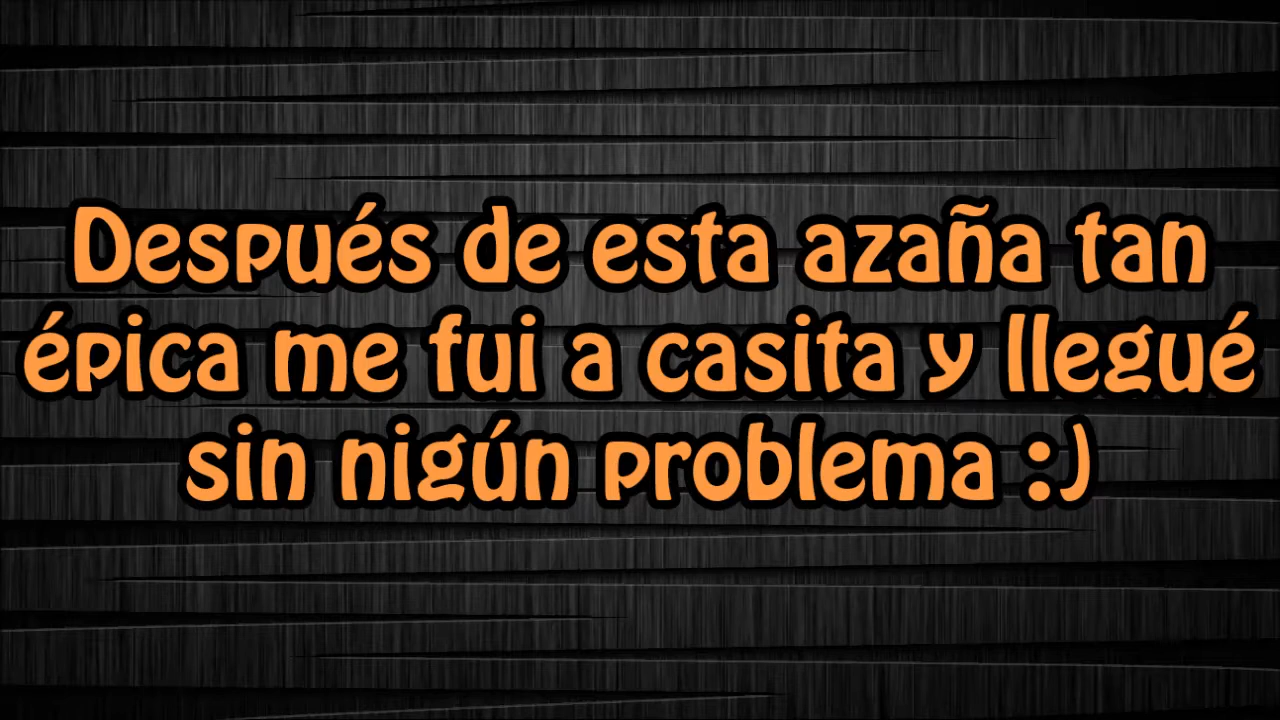 Después de esta azaña tan
épica me fui a casita y llegué
sin nigún problema :)